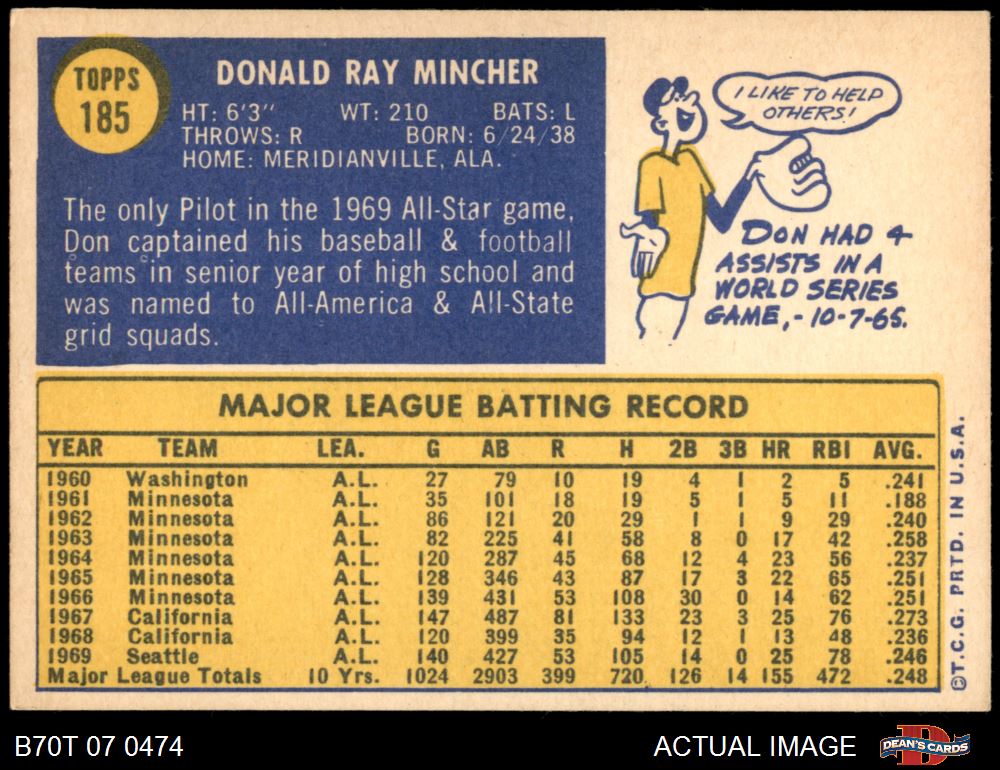 TOPPS
185
DONALD RAY MINCHER
HT: 6'3" WT: 210 BATS: L
THROWS: R BORN: 6/24/38
HOME: MERIDIANVILLE, ALA.
The only Pilot in the 1969 All-Star game,
Don captained his baseball & football
teams in senior year of high school and
was named to All-America & All-State
grid squads.
I LIKE TO HELP
OTHERS!
DON HAD 4
ASSISTS IN A
WORLD SERIES
GAME,-10-7-65.
MAJOR LEAGUE BATTING RECORD
YEAR TEAM LEA. G AB R H 2B 3B HR RBI AVG.
1960 Washington A.L. 27 79 10 19 4 1 2 5 .241
1961 Minnesota A.L. 35 101 18 19 5 1 5 11 .188
1962 Minnesota A.L. 86 121 20 29 1 1 9 29 .240
1963 Minnesota A.L. 82 225 41 58 8 0 17 42 .258
1964 Minnesota A.L. 120 287 45 68 12 4 23 56 .237
1965 Minnesota A.L. 128 346 43 87 17 3 22 65 .251
1966 Minnesota A.L. 139 431 53 108 30 0 14 62 .251
1967 California A.L. 147 487 81 133 23 3 25 76 .273
1968 California A.L. 120 399 35 94 12 1 13 48 .236
1969 Seattle A.L. 140 427 53 105 14 0 25 78 .246
Major League Totals 10 Yrs. 1024 2903 399 720 126 14 155 472 .248
©T.C.G. PRTD. IN U.S.A.
B70T 07 0474
ACTUAL IMAGE
D
DEAN'S CARDS